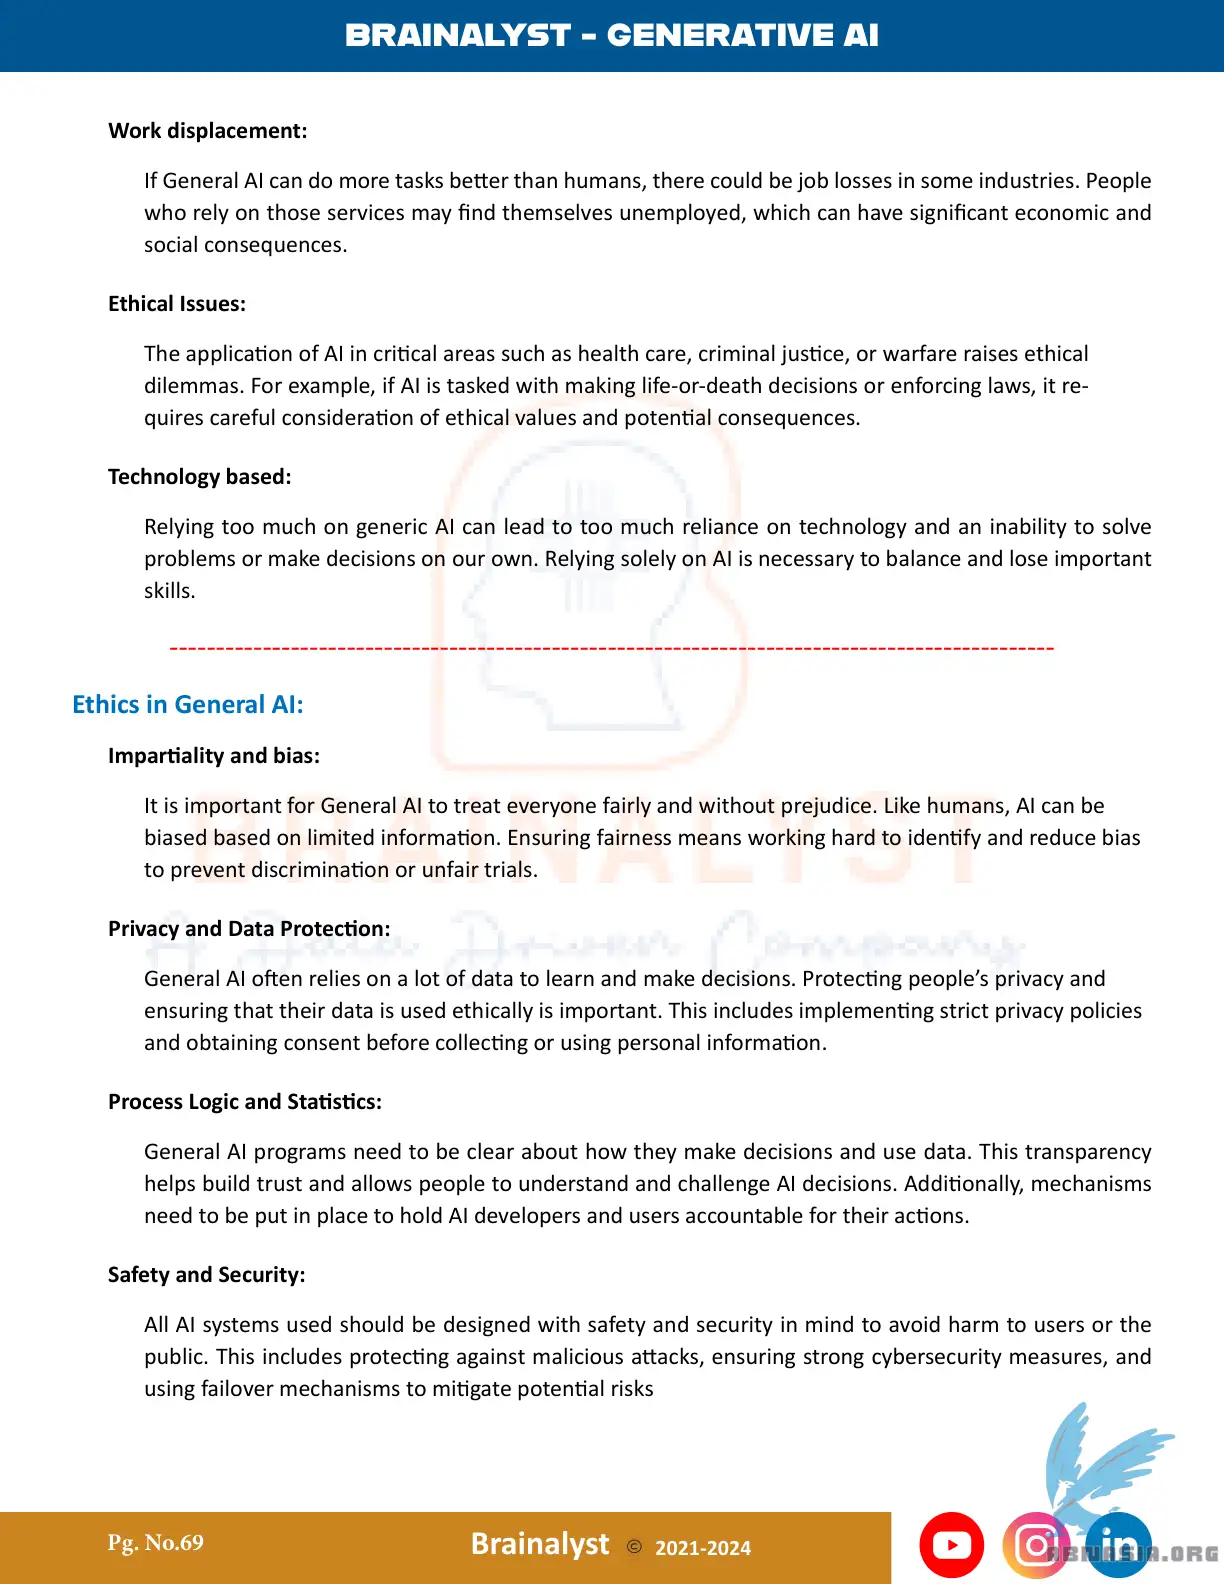 BRAINALYST - GENERATIVE AI
Work displacement:
If General AI can do more tasks better than humans, there could be job losses in some industries. People
who rely on those services may find themselves unemployed, which can have significant economic and
social consequences.
Ethical Issues:
The application of AI in critical areas such as health care, criminal justice, or warfare raises ethical
dilemmas. For example, if AI is tasked with making life-or-death decisions or enforcing laws, it re-
quires careful consideration of ethical values and potential consequences.
Technology based:
Relying too much on generic AI can lead to too much reliance on technology and an inability to solve
problems or make decisions on our own. Relying solely on AI is necessary to balance and lose important
skills.
Ethics in General AI:
Impartiality and bias:
It is important for General AI to treat everyone fairly and without prejudice. Like humans, AI can be
biased based on limited information. Ensuring fairness means working hard to identify and reduce bias
to prevent discrimination or unfair trials.
BRAINALYST
Privacy and Data Protection:
A Data Driven Company
General AI often relies on a lot of data to learn and make decisions. Protecting people's privacy and
ensuring that their data is used ethically is important. This includes implementing strict privacy policies
and obtaining consent before collecting or using personal information.
Process Logic and Statistics:
General AI programs need to be clear about how they make decisions and use data. This transparency
helps build trust and allows people to understand and challenge AI decisions. Additionally, mechanisms
need to be put in place to hold AI developers and users accountable for their actions.
Safety and Security:
All AI systems used should be designed with safety and security in mind to avoid harm to users or the
public. This includes protecting against malicious attacks, ensuring strong cybersecurity measures, and
using failover mechanisms to mitigate potential risks
Pg. No.69
Brainalyst © 2021-2024
in
ABJVASIA.ORG